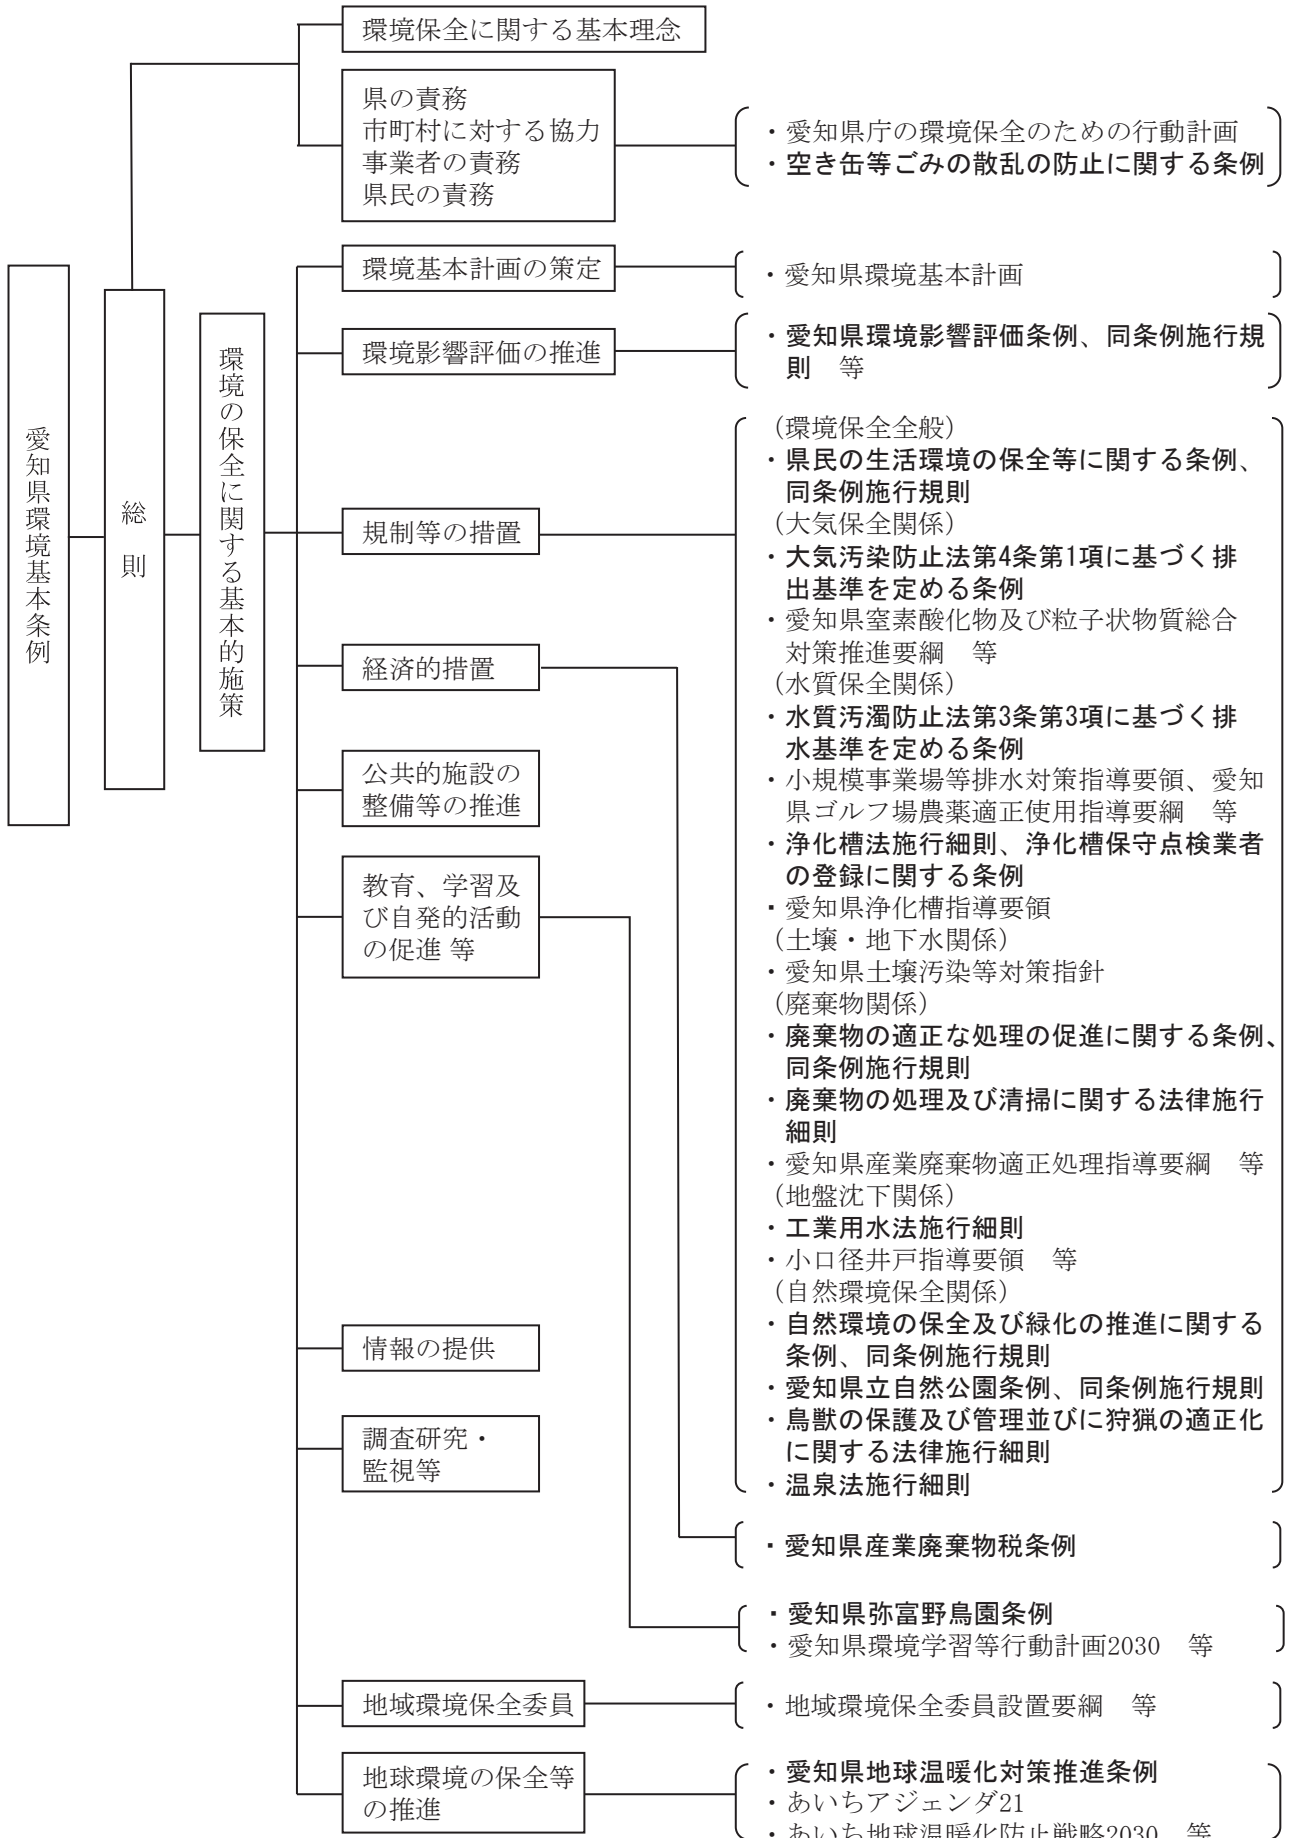 愛知県環境基本条例
総則
環境の保全に関する基本的施策
環境保全に関する基本理念
県の責務
市町村に対する協力
事業者の責務
県民の責務
・愛知県庁の環境保全のための行動計画
・空き缶等ごみの散乱の防止に関する条例
環境基本計画の策定
・愛知県環境基本計画
環境影響評価の推進
・愛知県環境影響評価条例、同条例施行規
則　等
規制等の措置
（環境保全全般）
・県民の生活環境の保全等に関する条例、
同条例施行規則
（大気保全関係）
・大気汚染防止法第4条第1項に基づく排
出基準を定める条例
・愛知県窒素酸化物及び粒子状物質総合
対策推進要綱　等
（水質保全関係）
・水質汚濁防止法第3条第3項に基づく排
水基準を定める条例
・小規模事業場等排水対策指導要領、愛知
県ゴルフ場農薬適正使用指導要綱　等
・浄化槽法施行細則、浄化槽保守点検業者
の登録に関する条例
・愛知県浄化槽指導要領
（土壌・地下水関係）
・愛知県土壌汚染等対策指針
（廃棄物関係）
・廃棄物の適正な処理の促進に関する条例、
同条例施行規則
・廃棄物の処理及び清掃に関する法律施行
細則
・愛知県産業廃棄物適正処理指導要綱　等
（地盤沈下関係）
・工業用水法施行細則
・小口径井戸指導要領　等
（自然環境保全関係）
・自然環境の保全及び緑化の推進に関する
条例、同条例施行規則
・愛知県立自然公園条例、同条例施行規則
・鳥獣の保護及び管理並びに狩猟の適正化
に関する法律施行細則
・温泉法施行細則
経済的措置
・愛知県産業廃棄物税条例
公共的施設の
整備等の推進
教育、学習及
び自発的活動
の促進 等
・愛知県弥富野鳥園条例
・愛知県環境学習等行動計画2030　等
情報の提供
調査研究・
監視等
地域環境保全委員
・地域環境保全委員設置要綱　等
地球環境の保全等
の推進
・愛知県地球温暖化対策推進条例
・あいちアジェンダ21
・あいち地球温暖化防止戦略2030　等